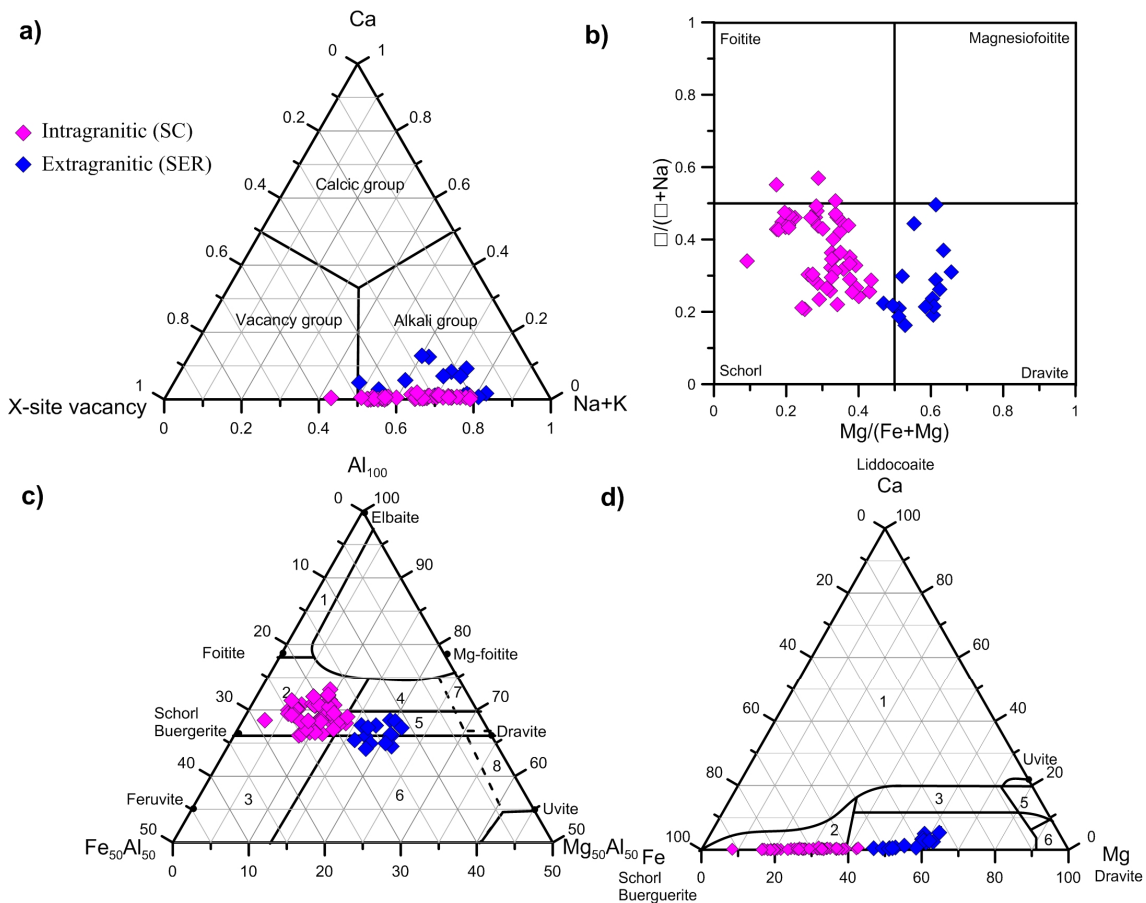 a)
Ca
0
1
Intragranitic (SC)
Extragranitic (SER)
0.2
0.8
Calcic group
0.4
0.6
0.6
0.4
Vacancy group
Alkali group
0.8
0.2
1
0
X-site vacancy
Na+K
0
0.2
0.4
0.6
0.8
1
b)
1
Foitite
Magnesiofoitite
0.8
0.6
□/(□+Na)
0.4
0.2
Schorl
Dravite
0
0
0.2
0.4
0.6
0.8
1
Mg/(Fe+Mg)
c)
Al100
0
100
Elbaite
10
90
1
20
80
Foitite
Mg-foitite
30
2
4
7
70
Schorl
Buergerite
5
Dravite
40
8
60
Feruvite
3
6
Uvite
50
50
Fe50Al50
Mg50Al50
0
10
20
30
40
50
d)
Liddocoaite
Ca
0
100
20
80
40
60
1
60
40
Uvite
80
20
3
5
2
6
100
0
Fe
Mg
Schorl
Buerguerite
Dravite
0
20
40
60
80
100